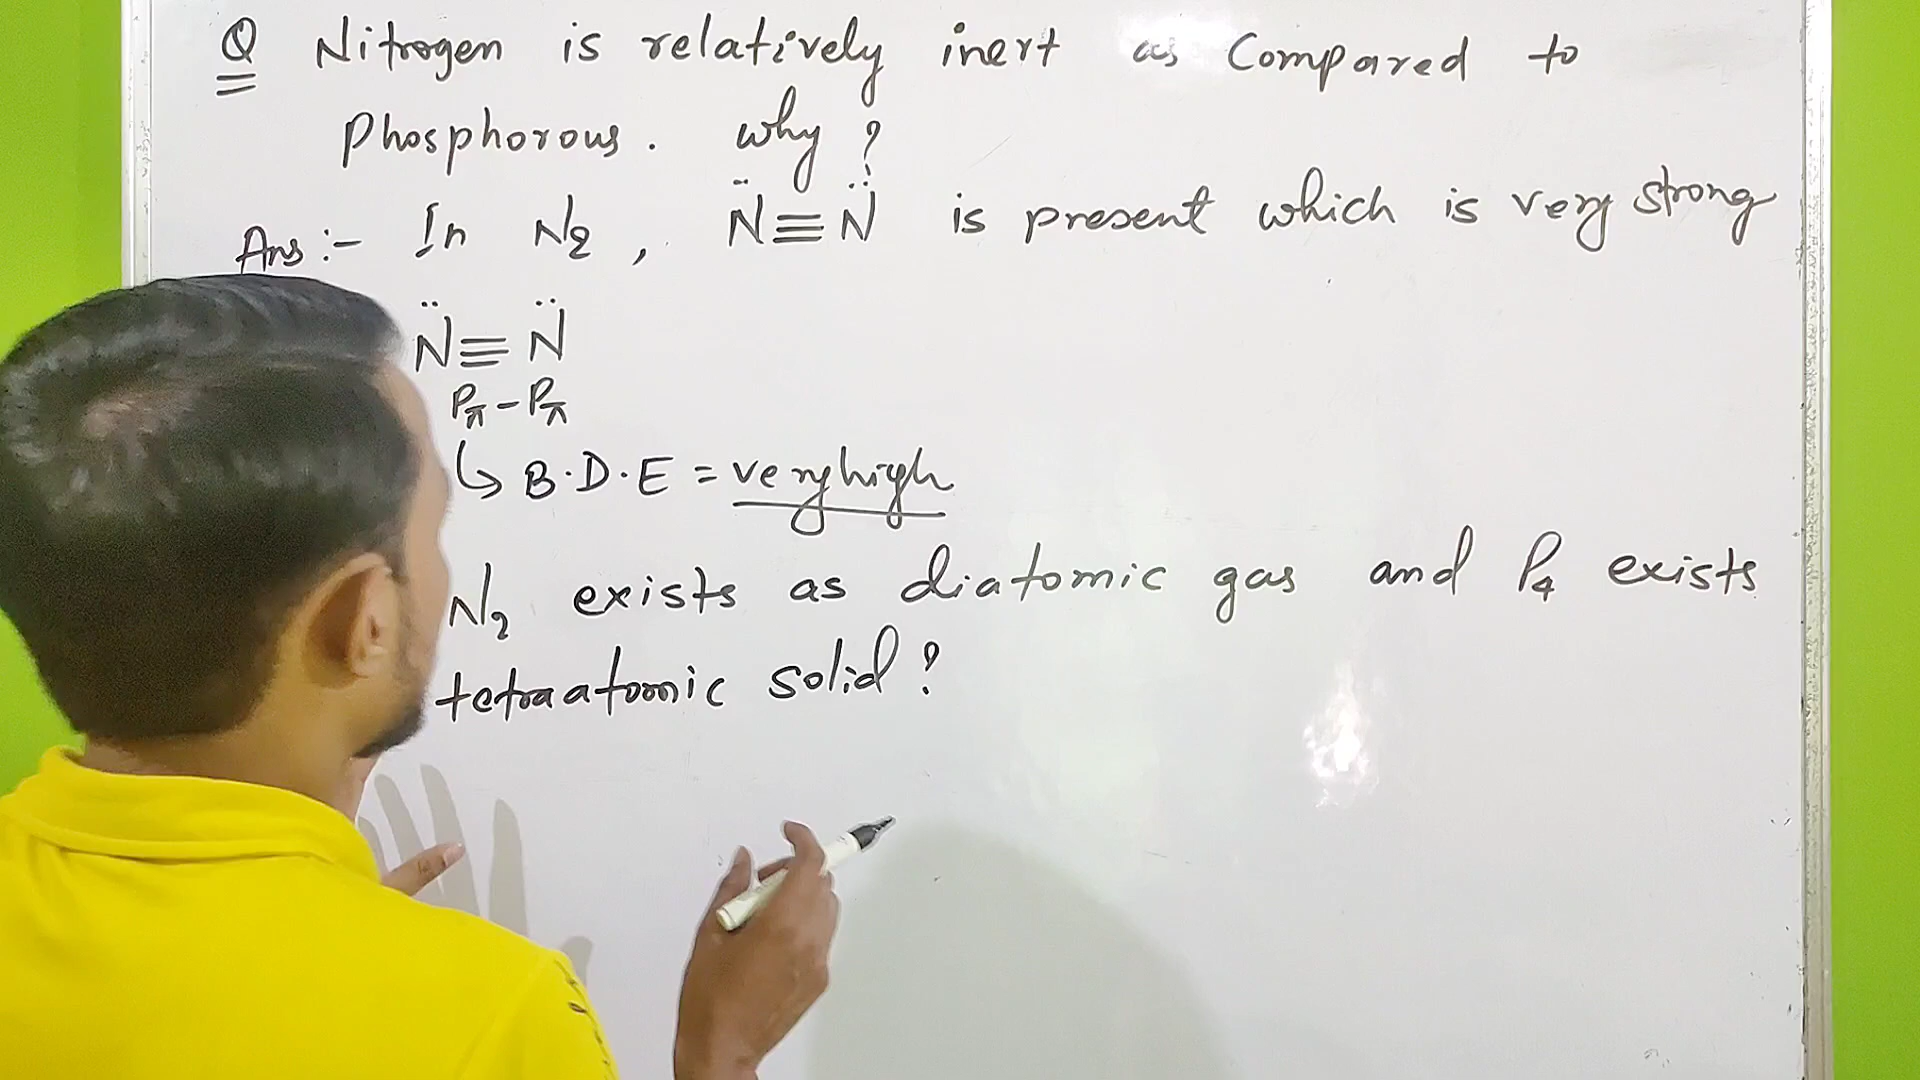 Q Nitrogen is relatively inert as Compared to
Phosphorous. why?
Ans:- In N2, N̈≡N̈ is present which is very strong
N̈≡N̈
Pπ-Pπ
↳ B.D.E = very high
N2 exists as diatomic gas and P4 exists
tetraatomic solid?